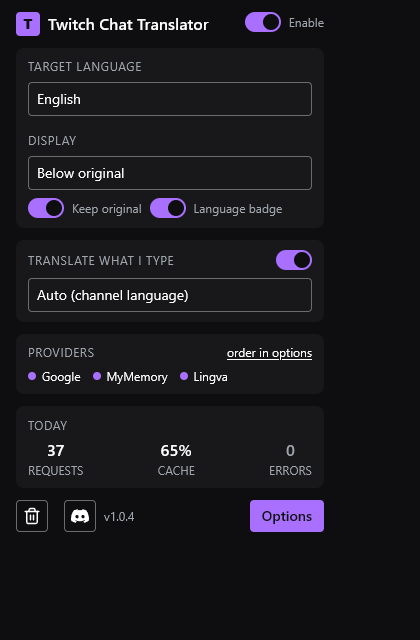 T Twitch Chat Translator Enable
TARGET LANGUAGE
English
DISPLAY
Below original
Keep original Language badge
TRANSLATE WHAT I TYPE
Auto (channel language)
PROVIDERS order in options
Google MyMemory Lingva
TODAY
37 65% 0
REQUESTS CACHE ERRORS
v1.0.4 Options